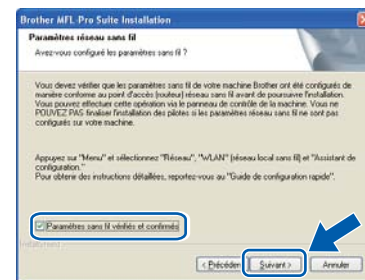 Brother MFL-Pro Suite Installation
Paramètres réseau sans fil
Avez-vous configuré les paramètres sans fil ?
Vous devez vérifier que les paramètres sans fil de votre machine Brother ont été configurés de
manière conforme au point d'accès (routeur) réseau sans fil avant de poursuivre l'installation.
Vous pouvez effectuer cette opération via le panneau de contrôle de la machine. Vous ne
POUVEZ PAS finaliser l'installation des pilotes si les paramètres réseau sans fil ne sont pas
configurés sur votre machine.
Appuyez sur "Menu" et sélectionnez "Réseau", "WLAN" (réseau local sans fil) et "Assistant de
configuration."
Pour obtenir des instructions détaillées, reportez-vous au "Guide de configuration rapide".
Paramètres sans fil vérifiés et confirmés
< Précéden
Suivant >
Annuler